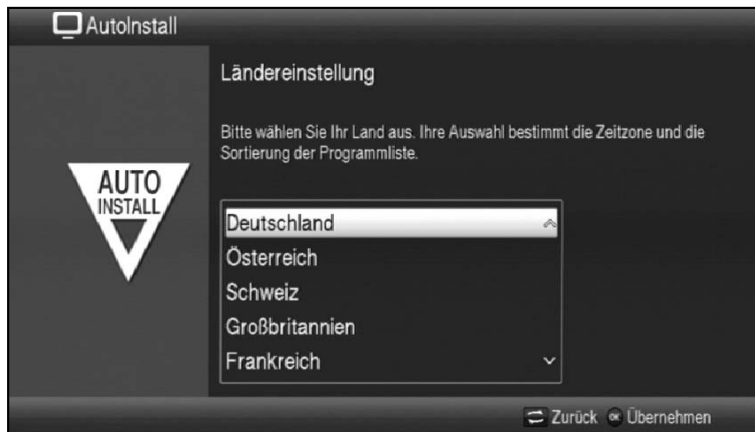 AutoInstall
Ländereinstellung
Bitte wählen Sie Ihr Land aus. Ihre Auswahl bestimmt die Zeitzone und die
Sortierung der Programmliste.
AUTO
INSTALL
Deutschland
Österreich
Schweiz
Großbritannien
Frankreich
Zurück OK Übernehmen